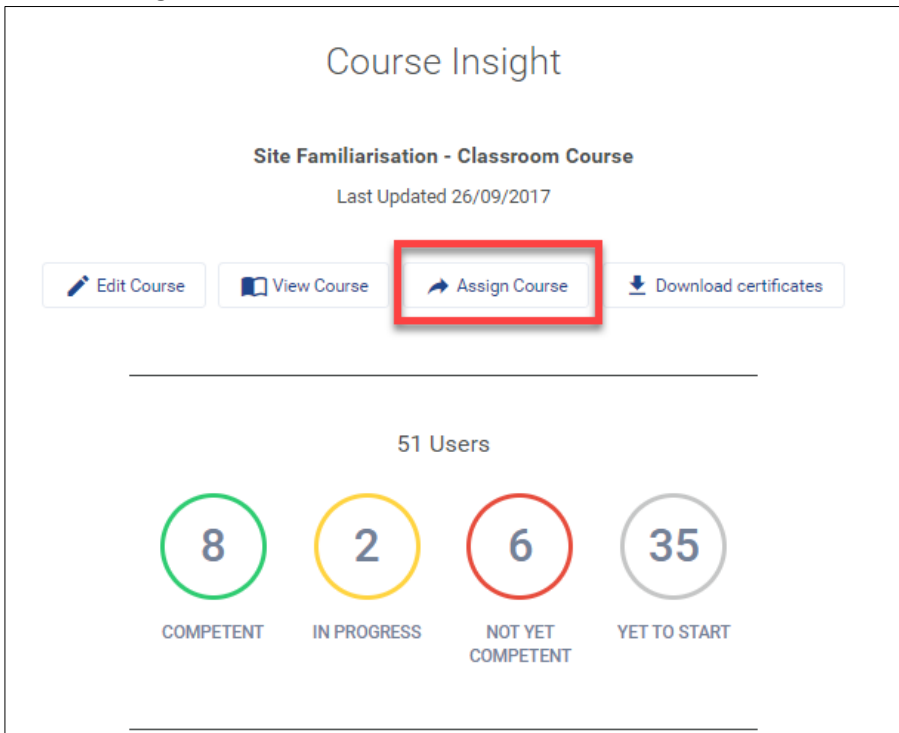 Course Insight
Site Familiarisation - Classroom Course
Last Updated 26/09/2017
Edit Course View Course Assign Course Download certificates
51 Users
8 2 6 35
COMPETENT IN PROGRESS NOT YET YET TO START
COMPETENT